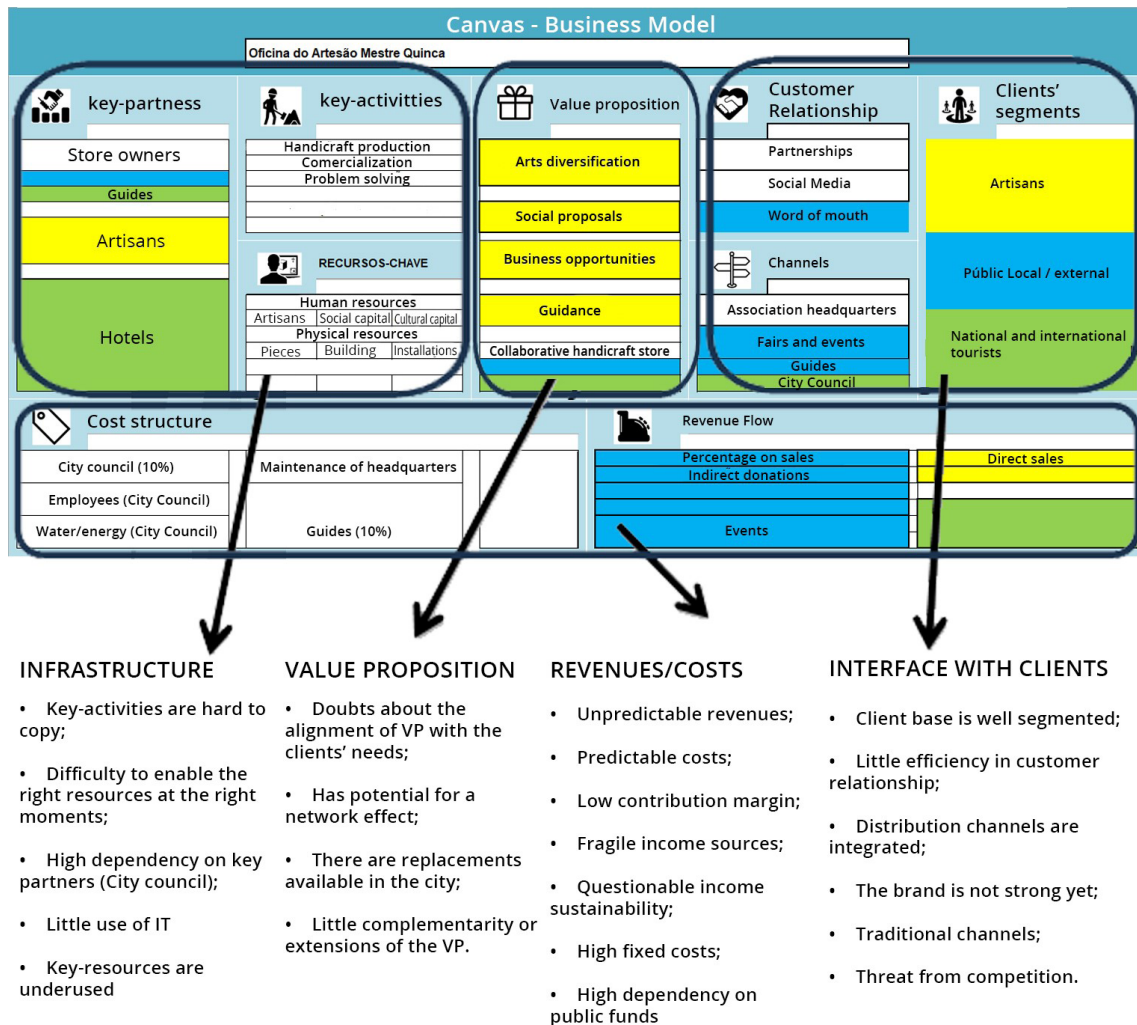 Canvas - Business Model
Oficina do Artesão Mestre Quinca
key-partness
Store owners
Guides
Artisans
Hotels
key-activitties
Handicraft production
Comercialization
Problem solving
RECURSOS-CHAVE
Human resources
Artisans Social capital Cultural capital
Physical resources
Pieces Building Installations
Value proposition
Arts diversification
Social proposals
Business opportunities
Guidance
Collaborative handicraft store
Customer
Relationship
Partnerships
Social Media
Word of mouth
Channels
Association headquarters
Fairs and events
Guides
City Council
Clients'
segments
Artisans
Públic Local / external
National and international
tourists
Cost structure
City council (10%) Maintenance of headquarters
Employees (City Council)
Water/energy (City Council) Guides (10%)
Revenue Flow
Percentage on sales Direct sales
Indirect donations
Events
INFRASTRUCTURE
• Key-activities are hard to
copy;
• Difficulty to enable the
right resources at the right
moments;
• High dependency on key
partners (City council);
• Little use of IT
• Key-resources are
underused
VALUE PROPOSITION
• Doubts about the
alignment of VP with the
clients' needs;
• Has potential for a
network effect;
• There are replacements
available in the city;
• Little complementarity or
extensions of the VP.
REVENUES/COSTS
• Unpredictable revenues;
• Predictable costs;
• Low contribution margin;
• Fragile income sources;
• Questionable income
sustainability;
• High fixed costs;
• High dependency on
public funds
INTERFACE WITH CLIENTS
• Client base is well segmented;
• Little efficiency in customer
relationship;
• Distribution channels are
integrated;
• The brand is not strong yet;
• Traditional channels;
• Threat from competition.